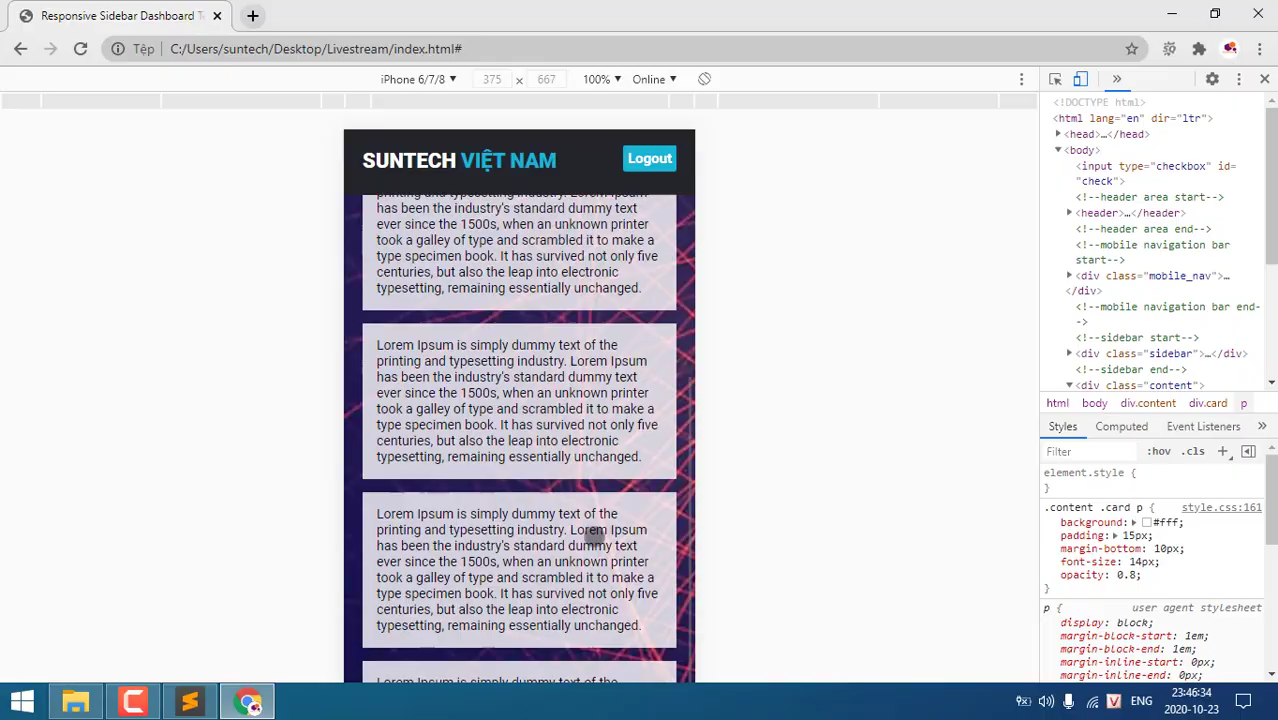 Responsive Sidebar Dashboard T
Tệp C:/Users/suntech/Desktop/Livestream/index.html#
iPhone 6/7/8 375 × 667 100% Online
SUNTECH VIỆT NAM Logout
has been the industry's standard dummy text
ever since the 1500s, when an unknown printer
took a galley of type and scrambled it to make a
type specimen book. It has survived not only five
centuries, but also the leap into electronic
typesetting, remaining essentially unchanged.
Lorem Ipsum is simply dummy text of the
printing and typesetting industry. Lorem Ipsum
has been the industry's standard dummy text
ever since the 1500s, when an unknown printer
took a galley of type and scrambled it to make a
type specimen book. It has survived not only five
centuries, but also the leap into electronic
typesetting, remaining essentially unchanged.
Lorem Ipsum is simply dummy text of the
printing and typesetting industry. Lorem Ipsum
has been the industry's standard dummy text
ever since the 1500s, when an unknown printer
took a galley of type and scrambled it to make a
type specimen book. It has survived not only five
centuries, but also the leap into electronic
typesetting, remaining essentially unchanged.
<!DOCTYPE html>
<html lang="en" dir="ltr">
<head>…</head>
<body>
<input type="checkbox" id=
"check">
<!--header area start-->
<header>…</header>
<!--header area end-->
<!--mobile navigation bar
start-->
<div class="mobile_nav">…
</div>
<!--mobile navigation bar end-
->
<!--sidebar start-->
<div class="sidebar">…</div>
<!--sidebar end-->
<div class="content">
html body div.content div.card p
Styles Computed Event Listeners
Filter :hov .cls
element.style {
}
.content .card p { style.css:161
background: #fff;
padding: 15px;
margin-bottom: 10px;
font-size: 14px;
opacity: 0.8;
}
p { user agent stylesheet
display: block;
margin-block-start: 1em;
margin-block-end: 1em;
margin-inline-start: 0px;
margin-inline-end: 0px;
ENG
23:46:34
2020-10-23